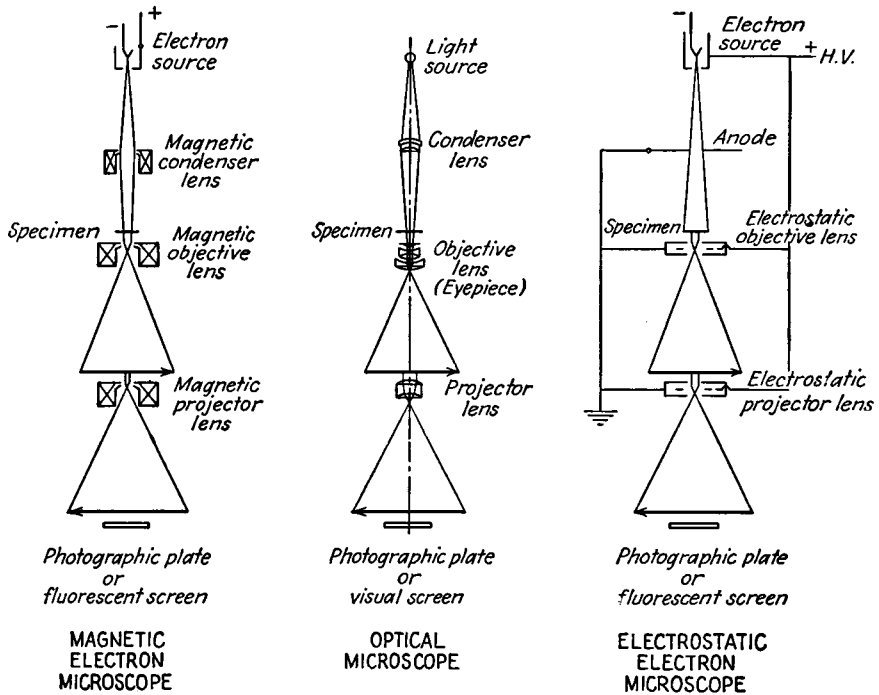 −
+
Electron
source
Magnetic
condenser
lens
Specimen
Magnetic
objective
lens
Magnetic
projector
lens
Photographic plate
or
fluorescent screen
MAGNETIC
ELECTRON
MICROSCOPE
Light
source
Condenser
lens
Specimen
Objective
lens
(Eyepiece)
Projector
lens
Photographic plate
or
visual screen
OPTICAL
MICROSCOPE
−
Electron
source
+
H.V.
Anode
Specimen
Electrostatic
objective lens
Electrostatic
projector lens
Photographic plate
or
fluorescent screen
ELECTROSTATIC
ELECTRON
MICROSCOPE